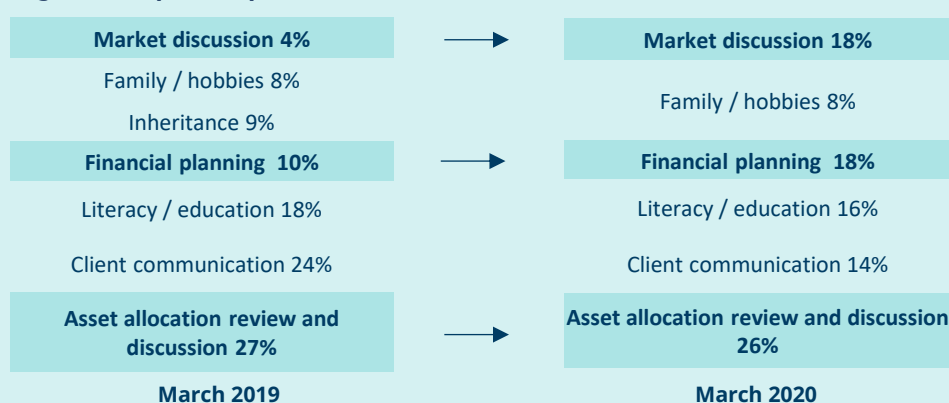 Market discussion 4%
Family / hobbies 8%
Inheritance 9%
Financial planning 10%
Literacy / education 18%
Client communication 24%
Asset allocation review and
discussion 27%
March 2019
Market discussion 18%
Family / hobbies 8%
Financial planning 18%
Literacy / education 16%
Client communication 14%
Asset allocation review and discussion
26%
March 2020